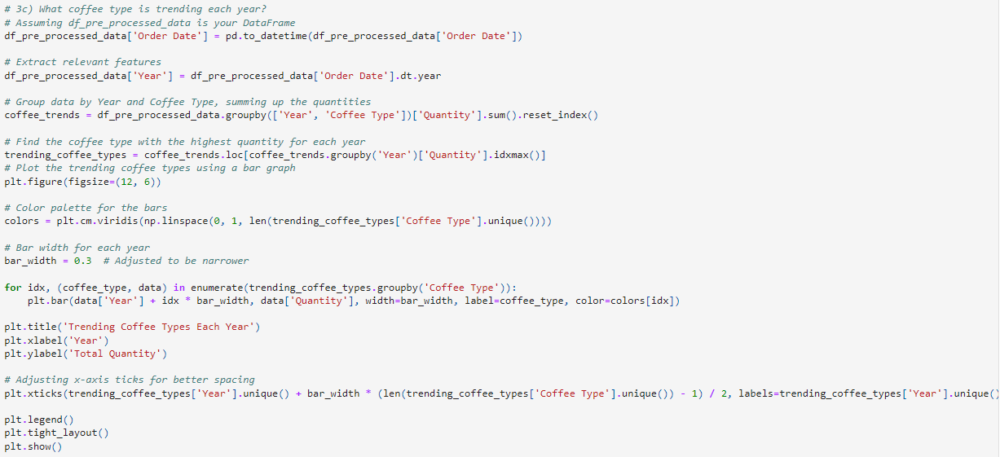 # 3c) What coffee type is trending each year?
# Assuming df_pre_processed_data is your DataFrame
df_pre_processed_data['Order Date'] = pd.to_datetime(df_pre_processed_data['Order Date'])
# Extract relevant features
df_pre_processed_data['Year'] = df_pre_processed_data['Order Date'].dt.year
# Group data by Year and Coffee Type, summing up the quantities
coffee_trends = df_pre_processed_data.groupby(['Year', 'Coffee Type'])['Quantity'].sum().reset_index()
# Find the coffee type with the highest quantity for each year
trending_coffee_types = coffee_trends.loc[coffee_trends.groupby('Year')['Quantity'].idxmax()]
# Plot the trending coffee types using a bar graph
plt.figure(figsize=(12, 6))
# Color palette for the bars
colors = plt.cm.viridis(np.linspace(0, 1, len(trending_coffee_types['Coffee Type'].unique())))
# Bar width for each year
bar_width = 0.3  # Adjusted to be narrower
for idx, (coffee_type, data) in enumerate(trending_coffee_types.groupby('Coffee Type')):
    plt.bar(data['Year'] + idx * bar_width, data['Quantity'], width=bar_width, label=coffee_type, color=colors[idx])
plt.title('Trending Coffee Types Each Year')
plt.xlabel('Year')
plt.ylabel('Total Quantity')
# Adjusting x-axis ticks for better spacing
plt.xticks(trending_coffee_types['Year'].unique() + bar_width * (len(trending_coffee_types['Coffee Type'].unique()) - 1) / 2, labels=trending_coffee_types['Year'].unique()
plt.legend()
plt.tight_layout()
plt.show()